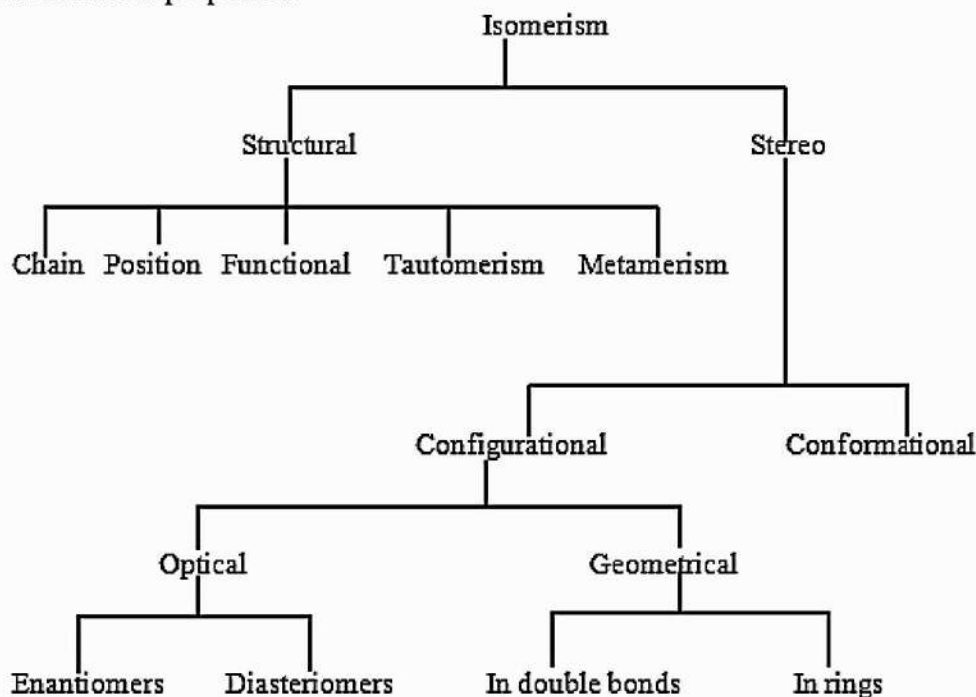 Isomerism
Structural Stereo
Chain Position Functional Tautomerism Metamerism
Configurational Conformational
Optical Geometrical
Enantiomers Diasteriomers In double bonds In rings